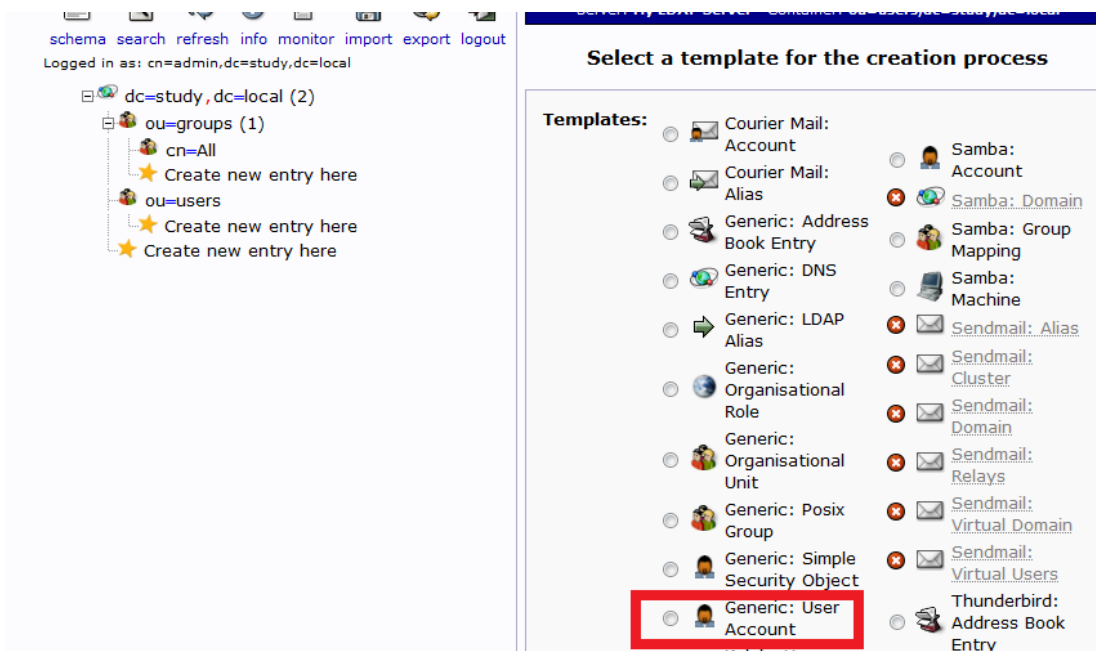 schema search refresh info monitor import export logout
Logged in as: cn=admin,dc=study,dc=local
dc=study,dc=local (2)
ou=groups (1)
cn=All
Create new entry here
ou=users
Create new entry here
Create new entry here
Select a template for the creation process
Templates:
Courier Mail:
Account
Courier Mail:
Alias
Generic: Address
Book Entry
Generic: DNS
Entry
Generic: LDAP
Alias
Generic:
Organisational
Role
Generic:
Organisational
Unit
Generic: Posix
Group
Generic: Simple
Security Object
Generic: User
Account
Samba:
Account
Samba: Domain
Samba: Group
Mapping
Samba:
Machine
Sendmail: Alias
Sendmail:
Cluster
Sendmail:
Domain
Sendmail:
Relays
Sendmail:
Virtual Domain
Sendmail:
Virtual Users
Thunderbird:
Address Book
Entry